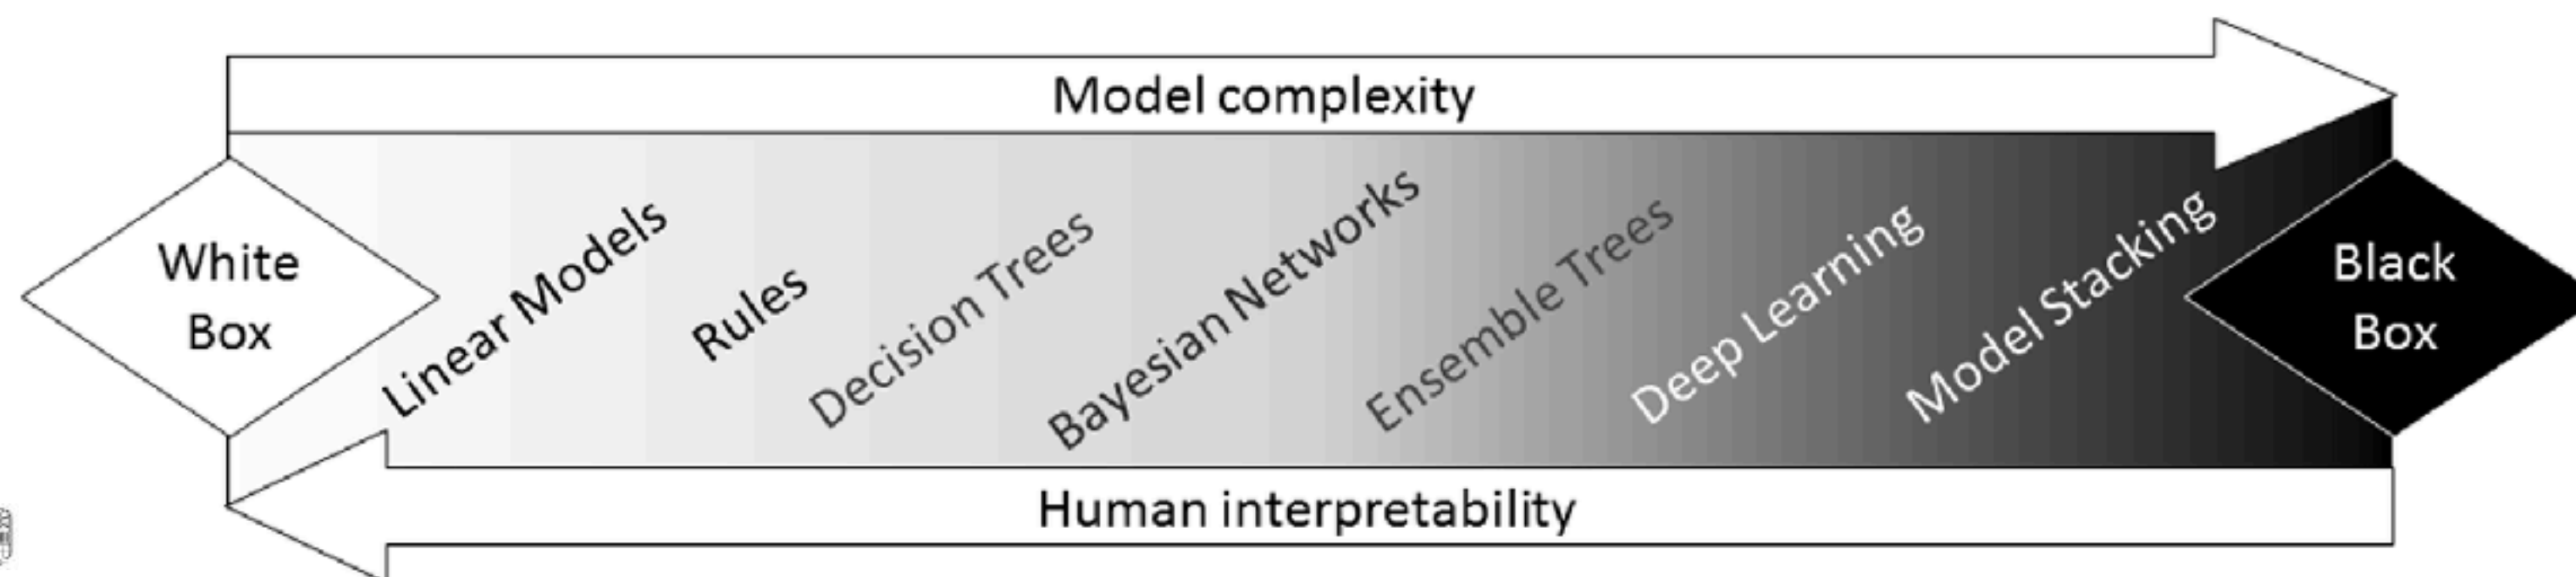 Model complexity
White
Box
Linear Models
Rules
Decision Trees
Bayesian Networks
Ensemble Trees
Deep Learning
Model Stacking
Black
Box
Human interpretability